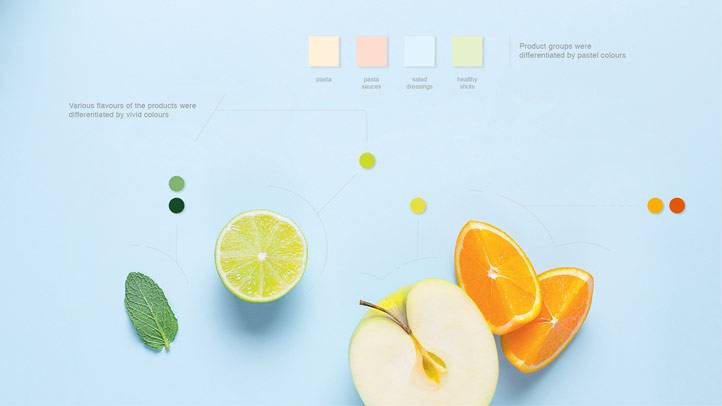 Product groups were
differentiated by pastel colours
pasta
pasta
sauces
salad
dressings
healthy
shots
Various flavours of the products were
differentiated by vivid colours